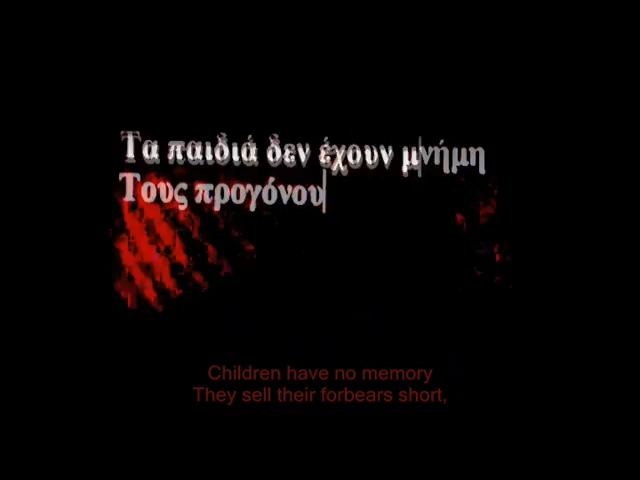 Τα παιδιά δεν έχουν μνήμη
Τους προγόνου
Children have no memory
They sell their forbears short,